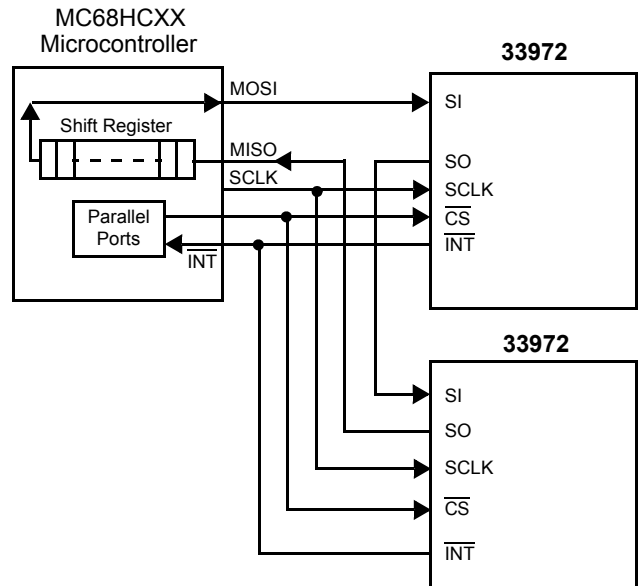 MC68HCXX
Microcontroller
33972
MOSI
SI
Shift Register
MISO
SO
SCLK
SCLK
Parallel
Ports
CS
INT
INT
33972
SI
SO
SCLK
CS
INT